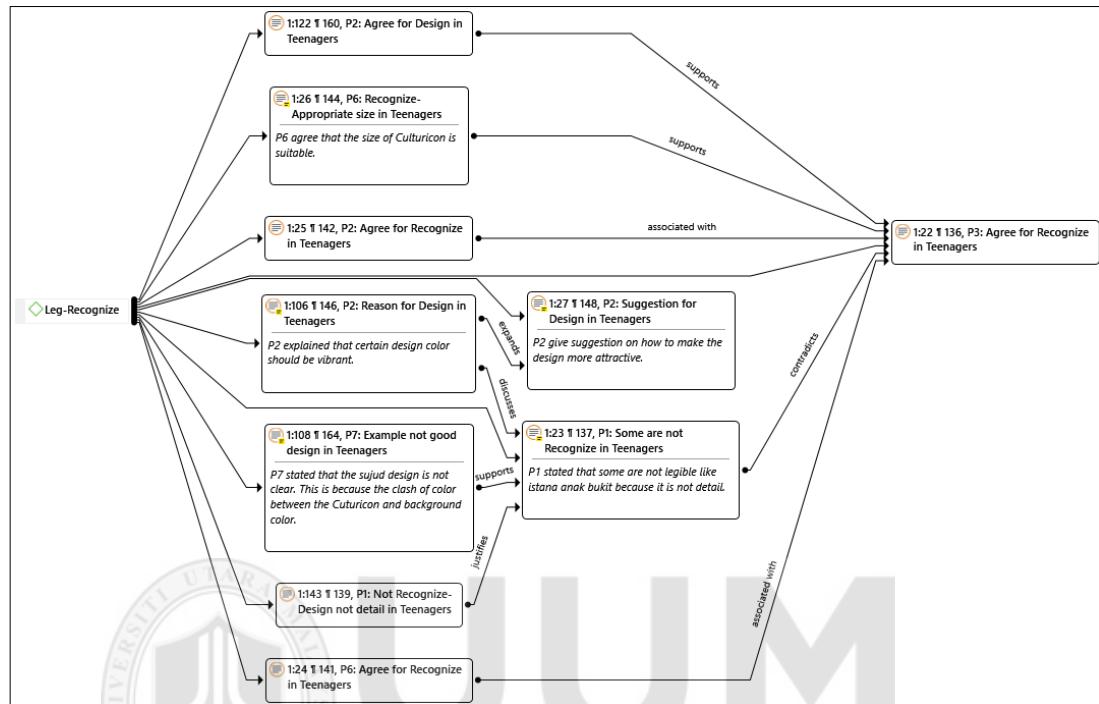 1:122 ¶ 160, P2: Agree for Design in
Teenagers
supports
1:26 ¶ 144, P6: Recognize-
Appropriate size in Teenagers
P6 agree that the size of Culturicon is
suitable.
supports
1:25 ¶ 142, P2: Agree for Recognize
in Teenagers
associated with
1:22 ¶ 136, P3: Agree for Recognize
in Teenagers
Leg-Recognize
1:106 ¶ 146, P2: Reason for Design in
Teenagers
P2 explained that certain design color
should be vibrant.
expands
discusses
1:27 ¶ 148, P2: Suggestion for
Design in Teenagers
P2 give suggestion on how to make the
design more attractive.
contradicts
1:108 ¶ 164, P7: Example not good
design in Teenagers
P7 stated that the sujud design is not
clear. This is because the clash of color
between the Cuturicon and background
color.
supports
1:23 ¶ 137, P1: Some are not
Recognize in Teenagers
P1 stated that some are not legible like
istana anak bukit because it is not detail.
justifies
1:143 ¶ 139, P1: Not Recognize-
Design not detail in Teenagers
1:24 ¶ 141, P6: Agree for Recognize
in Teenagers
associated with
UUM